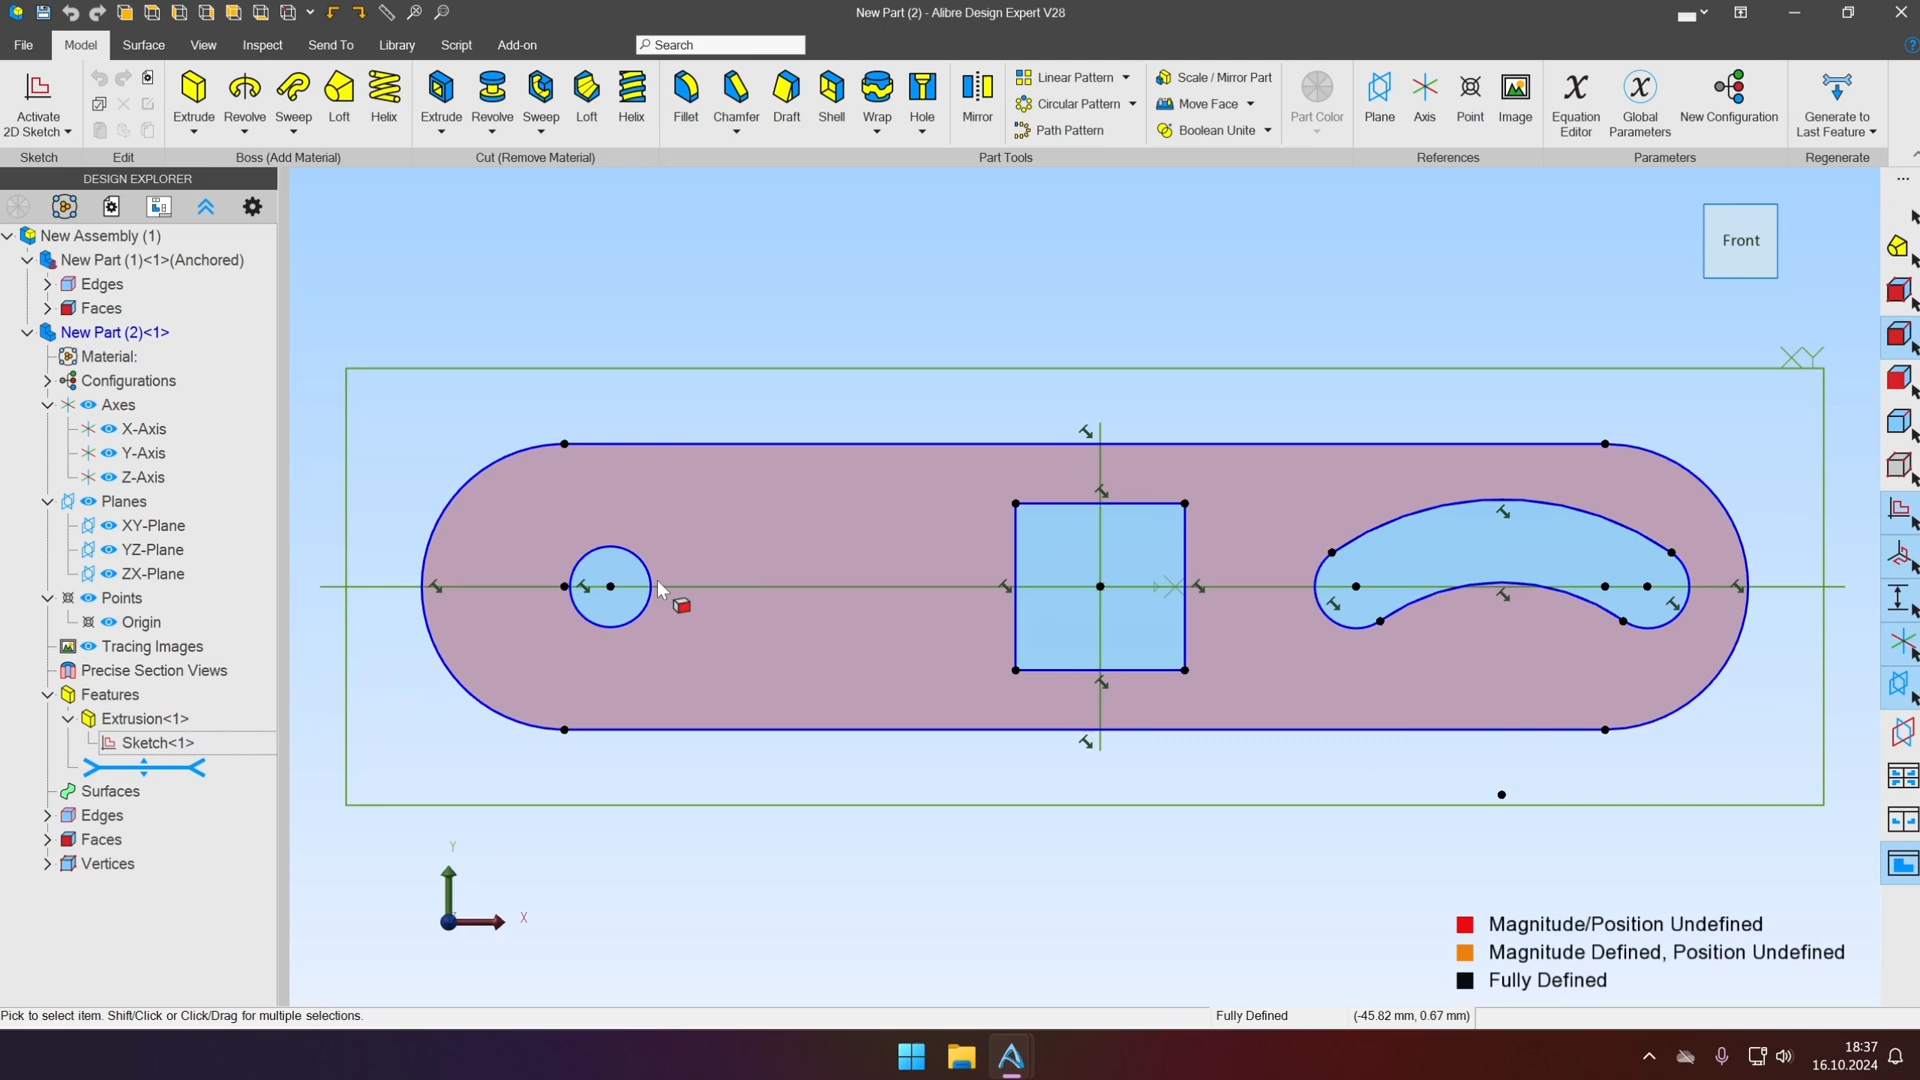 New Part (2) - Alibre Design Expert V28
File Model Surface View Inspect Send To Library Script Add-on Search
Activate 2D Sketch
Extrude Revolve Sweep Loft Helix
Extrude Revolve Sweep Loft Helix
Fillet Chamfer Draft Shell Wrap Hole Mirror
Linear Pattern
Circular Pattern
Path Pattern
Scale / Mirror Part
Move Face
Boolean Unite
Part Color
Plane Axis Point Image
Equation Editor
Global Parameters
New Configuration
Generate to Last Feature
Sketch Edit Boss (Add Material) Cut (Remove Material) Part Tools References Parameters Regenerate
DESIGN EXPLORER
New Assembly (1)
New Part (1)<1>(Anchored)
Edges
Faces
New Part (2)<1>
Material:
Configurations
Axes
X-Axis
Y-Axis
Z-Axis
Planes
XY-Plane
YZ-Plane
ZX-Plane
Points
Origin
Tracing Images
Precise Section Views
Features
Extrusion<1>
Sketch<1>
Surfaces
Edges
Faces
Vertices
Front
XY
X
Y
X
Magnitude/Position Undefined
Magnitude Defined, Position Undefined
Fully Defined
Pick to select item. Shift/Click or Click/Drag for multiple selections.
Fully Defined
(-45.82 mm, 0.67 mm)
18:37
16.10.2024